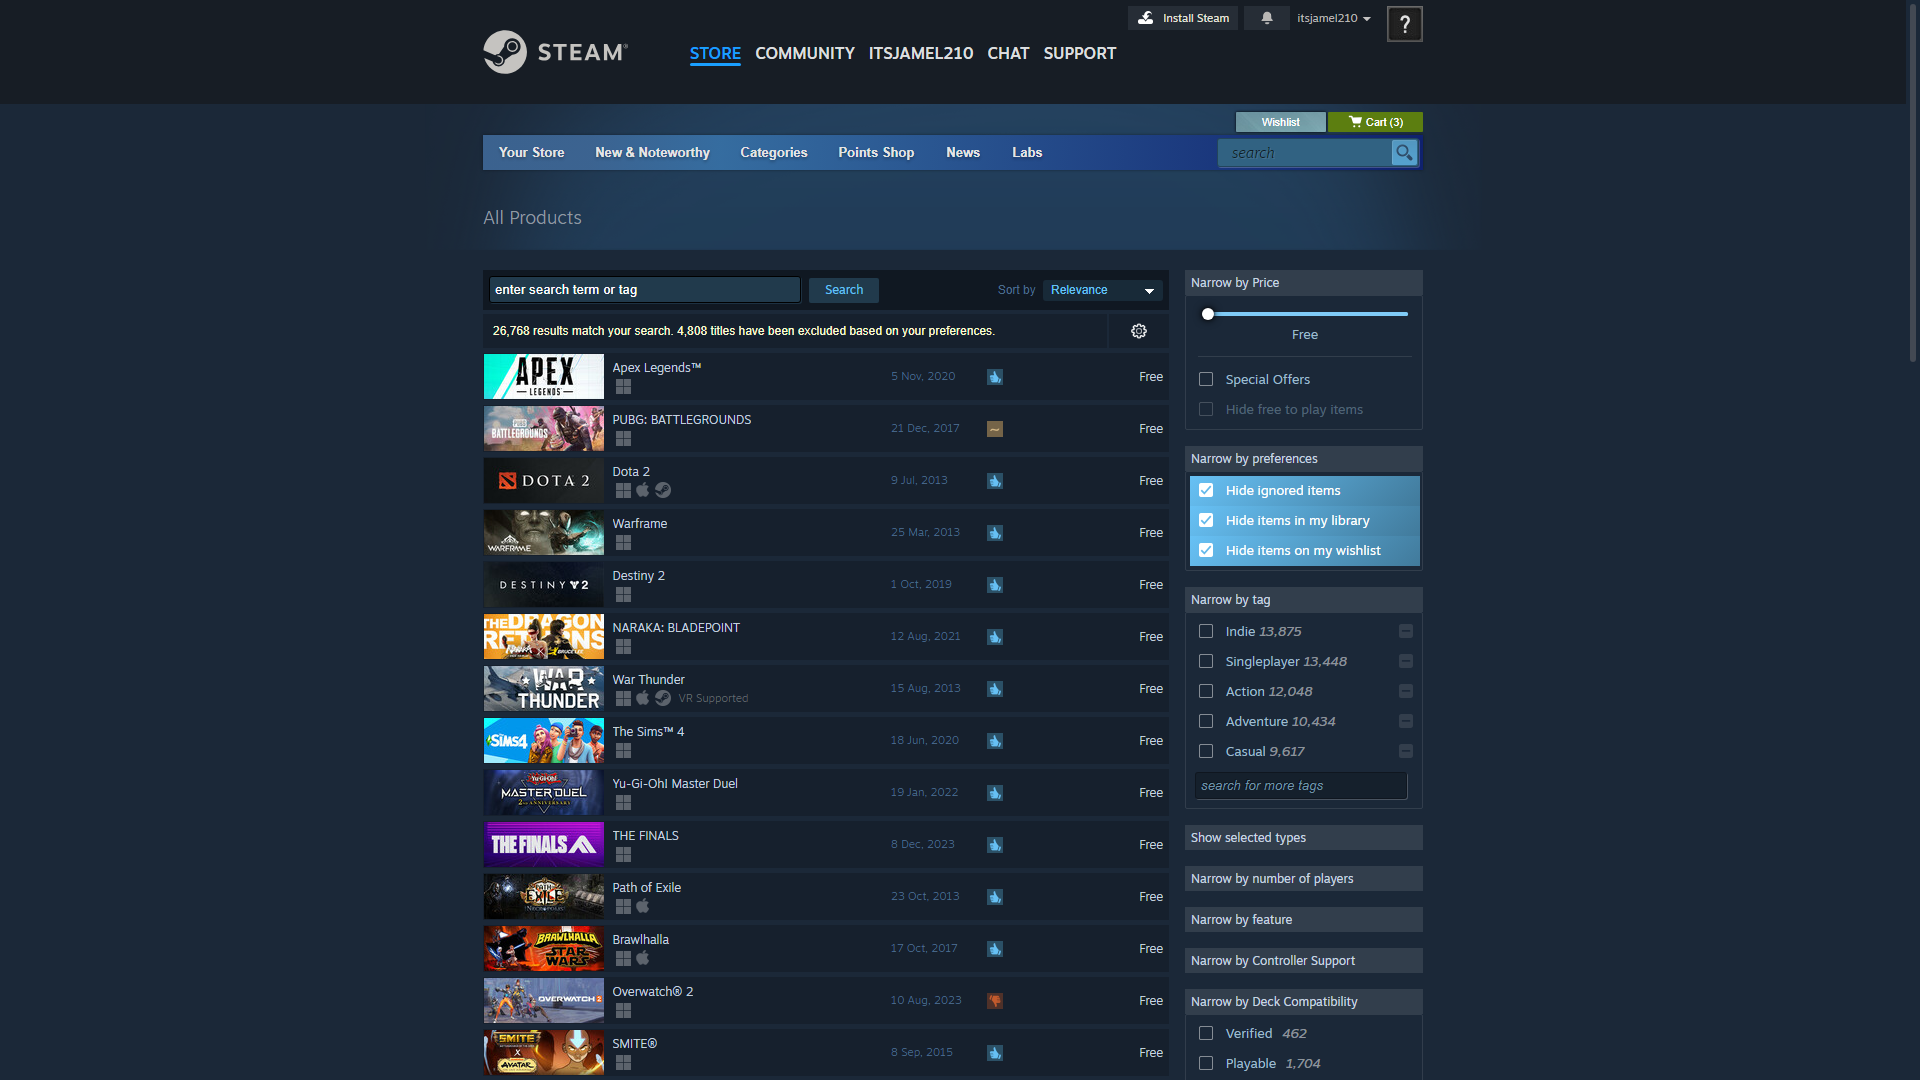 Install Steam
itsjamel210
?
STEAM®
STORE COMMUNITY ITSJAMEL210 CHAT SUPPORT
Wishlist
Cart (3)
Your Store New & Noteworthy Categories Points Shop News Labs
search
All Products
enter search term or tag
Search
Sort by Relevance
26,768 results match your search. 4,808 titles have been excluded based on your preferences.
APEX
LEGENDS
Apex Legends™
5 Nov, 2020
Free
PUBG
BATTLEGROUNDS
PUBG: BATTLEGROUNDS
21 Dec, 2017
Free
DOTA 2
Dota 2
9 Jul, 2013
Free
WARFRAME
Warframe
25 Mar, 2013
Free
DESTINY 2
Destiny 2
1 Oct, 2019
Free
THE DRAGON
RETURNS
NARAKA X BRUCE LEE
NARAKA: BLADEPOINT
12 Aug, 2021
Free
WAR
THUNDER
War Thunder
VR Supported
15 Aug, 2013
Free
SIMS4
The Sims™ 4
18 Jun, 2020
Free
Yu-Gi-Oh!
MASTER DUEL
2ND ANNIVERSARY
Yu-Gi-Oh! Master Duel
19 Jan, 2022
Free
THE FINALS
THE FINALS
8 Dec, 2023
Free
PATH OF
EXILE
NECROPOLIS
Path of Exile
23 Oct, 2013
Free
BRAWLHALLA
STAR
WARS
Brawlhalla
17 Oct, 2017
Free
OVERWATCH 2
Overwatch® 2
10 Aug, 2023
Free
SMITE
X
AVATAR
SMITE®
8 Sep, 2015
Free
Narrow by Price
Free
Special Offers
Hide free to play items
Narrow by preferences
Hide ignored items
Hide items in my library
Hide items on my wishlist
Narrow by tag
Indie 13,875
Singleplayer 13,448
Action 12,048
Adventure 10,434
Casual 9,617
search for more tags
Show selected types
Narrow by number of players
Narrow by feature
Narrow by Controller Support
Narrow by Deck Compatibility
Verified 462
Playable 1,704